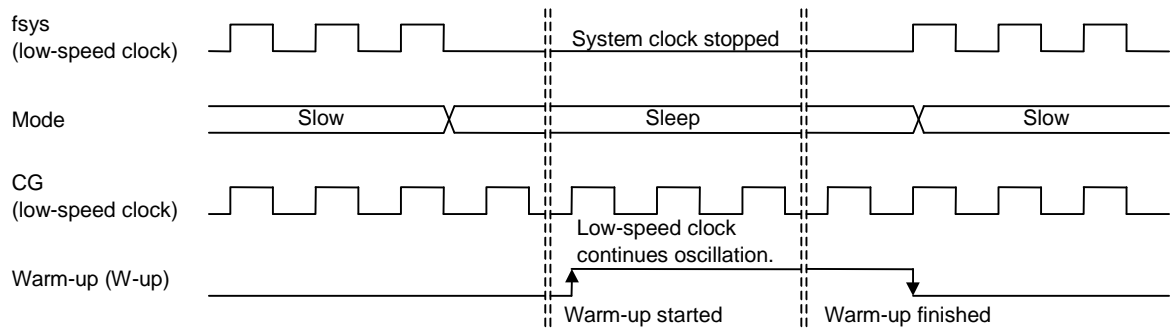 fsys
(low-speed clock)
System clock stopped
Mode
Slow
Sleep
Slow
CG
(low-speed clock)
Low-speed clock
continues oscillation.
Warm-up (W-up)
Warm-up started
Warm-up finished